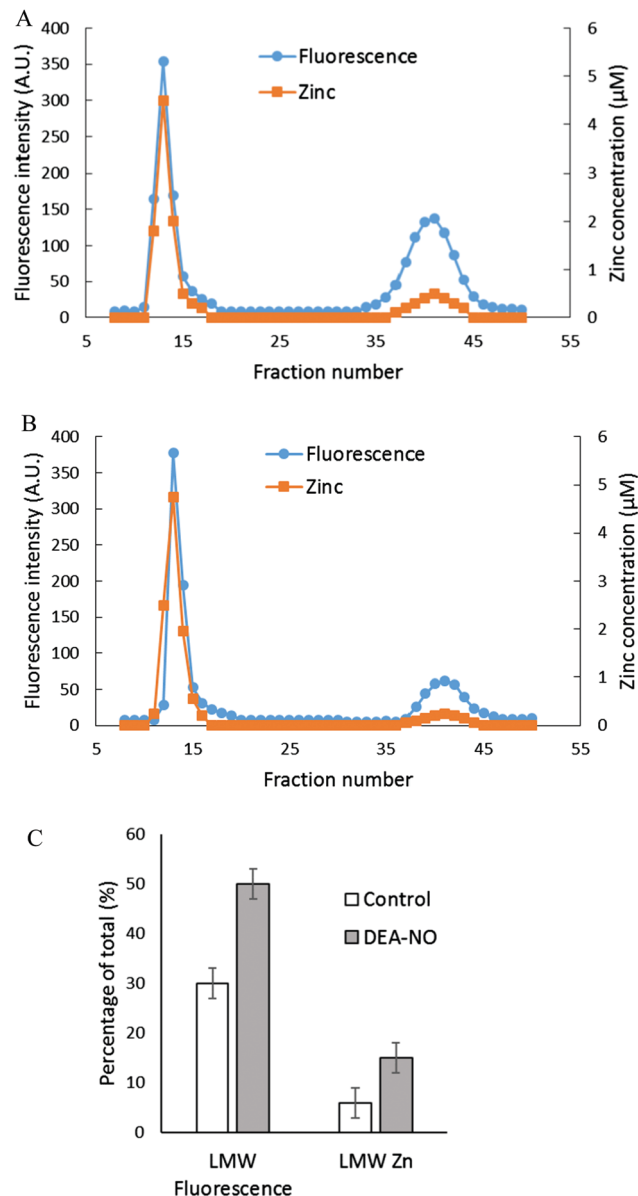 A
Fluorescence intensity (A.U.)
400
350
300
250
200
150
100
50
0
Fluorescence
Zinc
6
5
4
3
2
1
0
Zinc concentration (µM)
5 15 25 35 45 55
Fraction number
B
Fluorescence intensity (A.U.)
400
350
300
250
200
150
100
50
0
Fluorescence
Zinc
6
5
4
3
2
1
0
Zinc concentration (µM)
5 15 25 35 45 55
Fraction number
C
Percentage of total (%)
60
50
40
30
20
10
0
Control
DEA-NO
LMW Fluorescence
LMW Zn